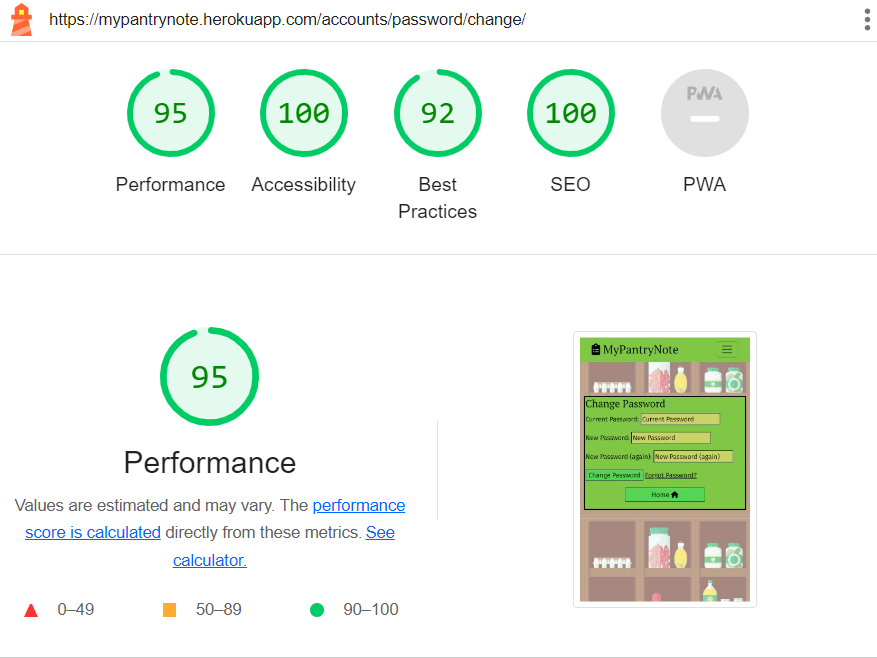 https://mypantrynote.herokuapp.com/accounts/password/change/
95
100
92
100
PWA
Performance
Accessibility
Best
Practices
SEO
PWA
95
Performance
Values are estimated and may vary. The performance
score is calculated directly from these metrics. See
calculator.
0–49
50–89
90–100
MyPantryNote
Change Password
Current Password: Current Password
New Password: New Password
New Password (again): New Password (again)
Change Password Forgot Password?
Home